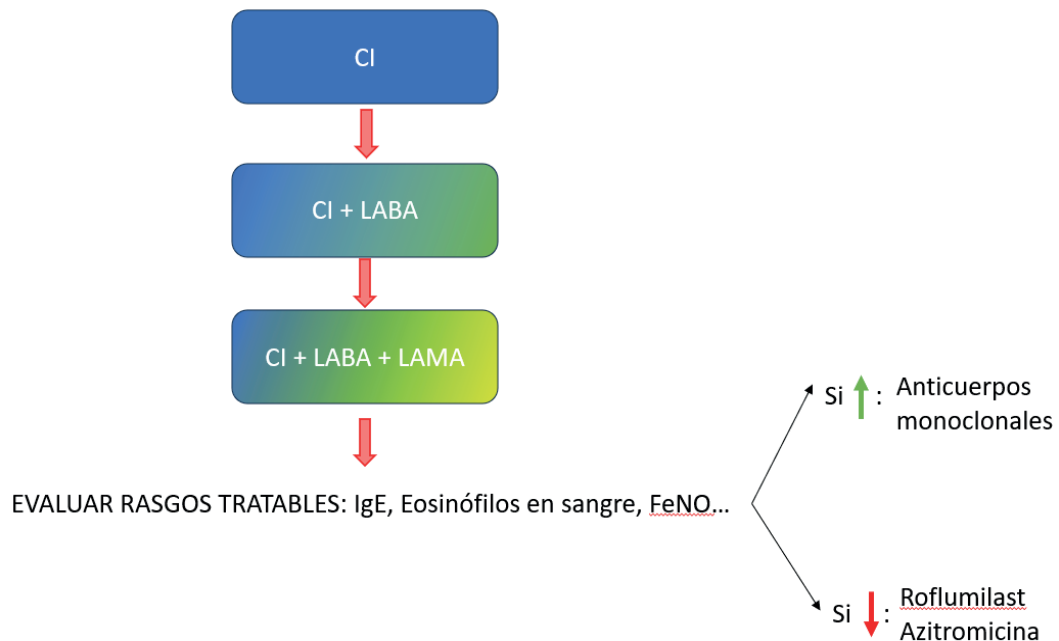 CI
CI + LABA
CI + LABA + LAMA
EVALUAR RASGOS TRATABLES: IgE, Eosinófilos en sangre, FeNO...
Si : Anticuerpos
monoclonales
Si : Roflumilast
Azitromicina